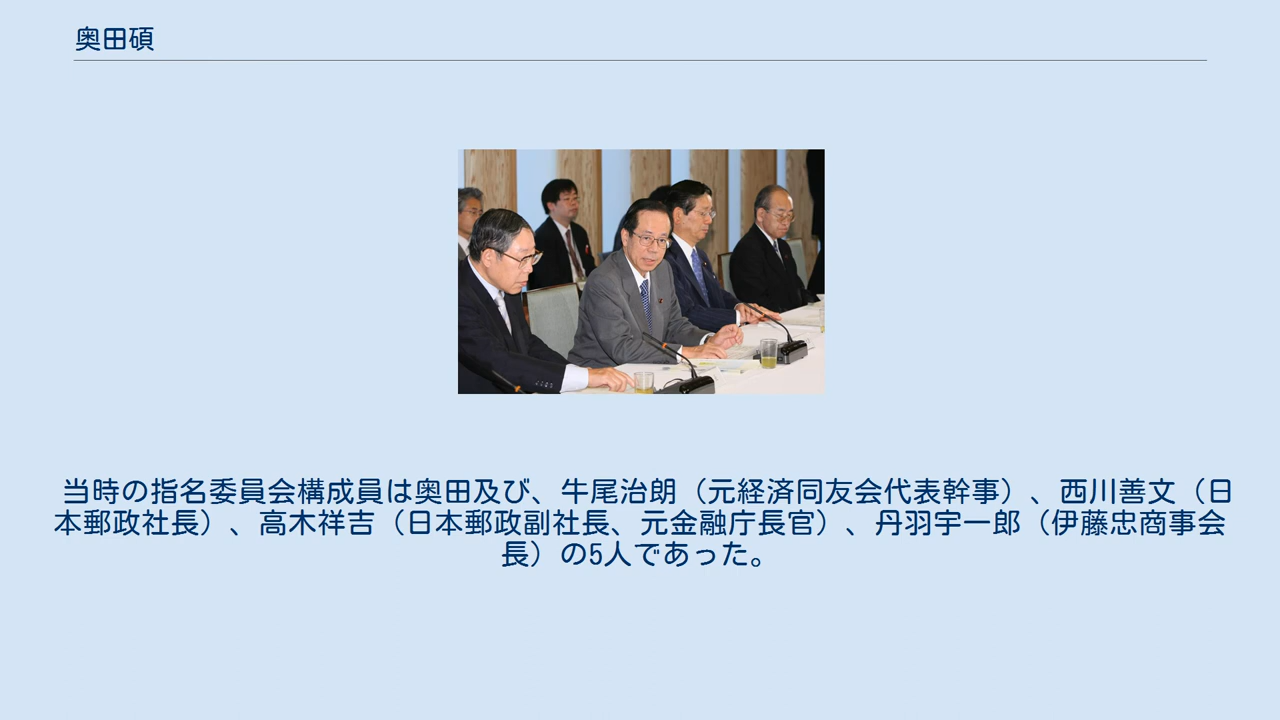 奥田碩
当時の指名委員会構成員は奥田及び、牛尾治朗（元経済同友会代表幹事）、西川善文（日
本郵政社長）、高木祥吉（日本郵政副社長、元金融庁長官）、丹羽宇一郎（伊藤忠商事会
長）の5人であった。